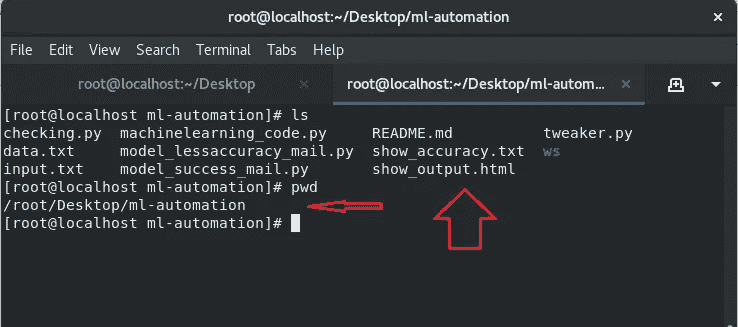 root@localhost:~/Desktop/ml-automation
File Edit View Search Terminal Tabs Help
root@localhost:~/Desktop root@localhost:~/Desktop/ml-autom...
[root@localhost ml-automation]# ls
checking.py machinelearning_code.py README.md tweaker.py
data.txt model_lessaccuracy_mail.py show_accuracy.txt ws
input.txt model_success_mail.py show_output.html
[root@localhost ml-automation]# pwd
/root/Desktop/ml-automation
[root@localhost ml-automation]#